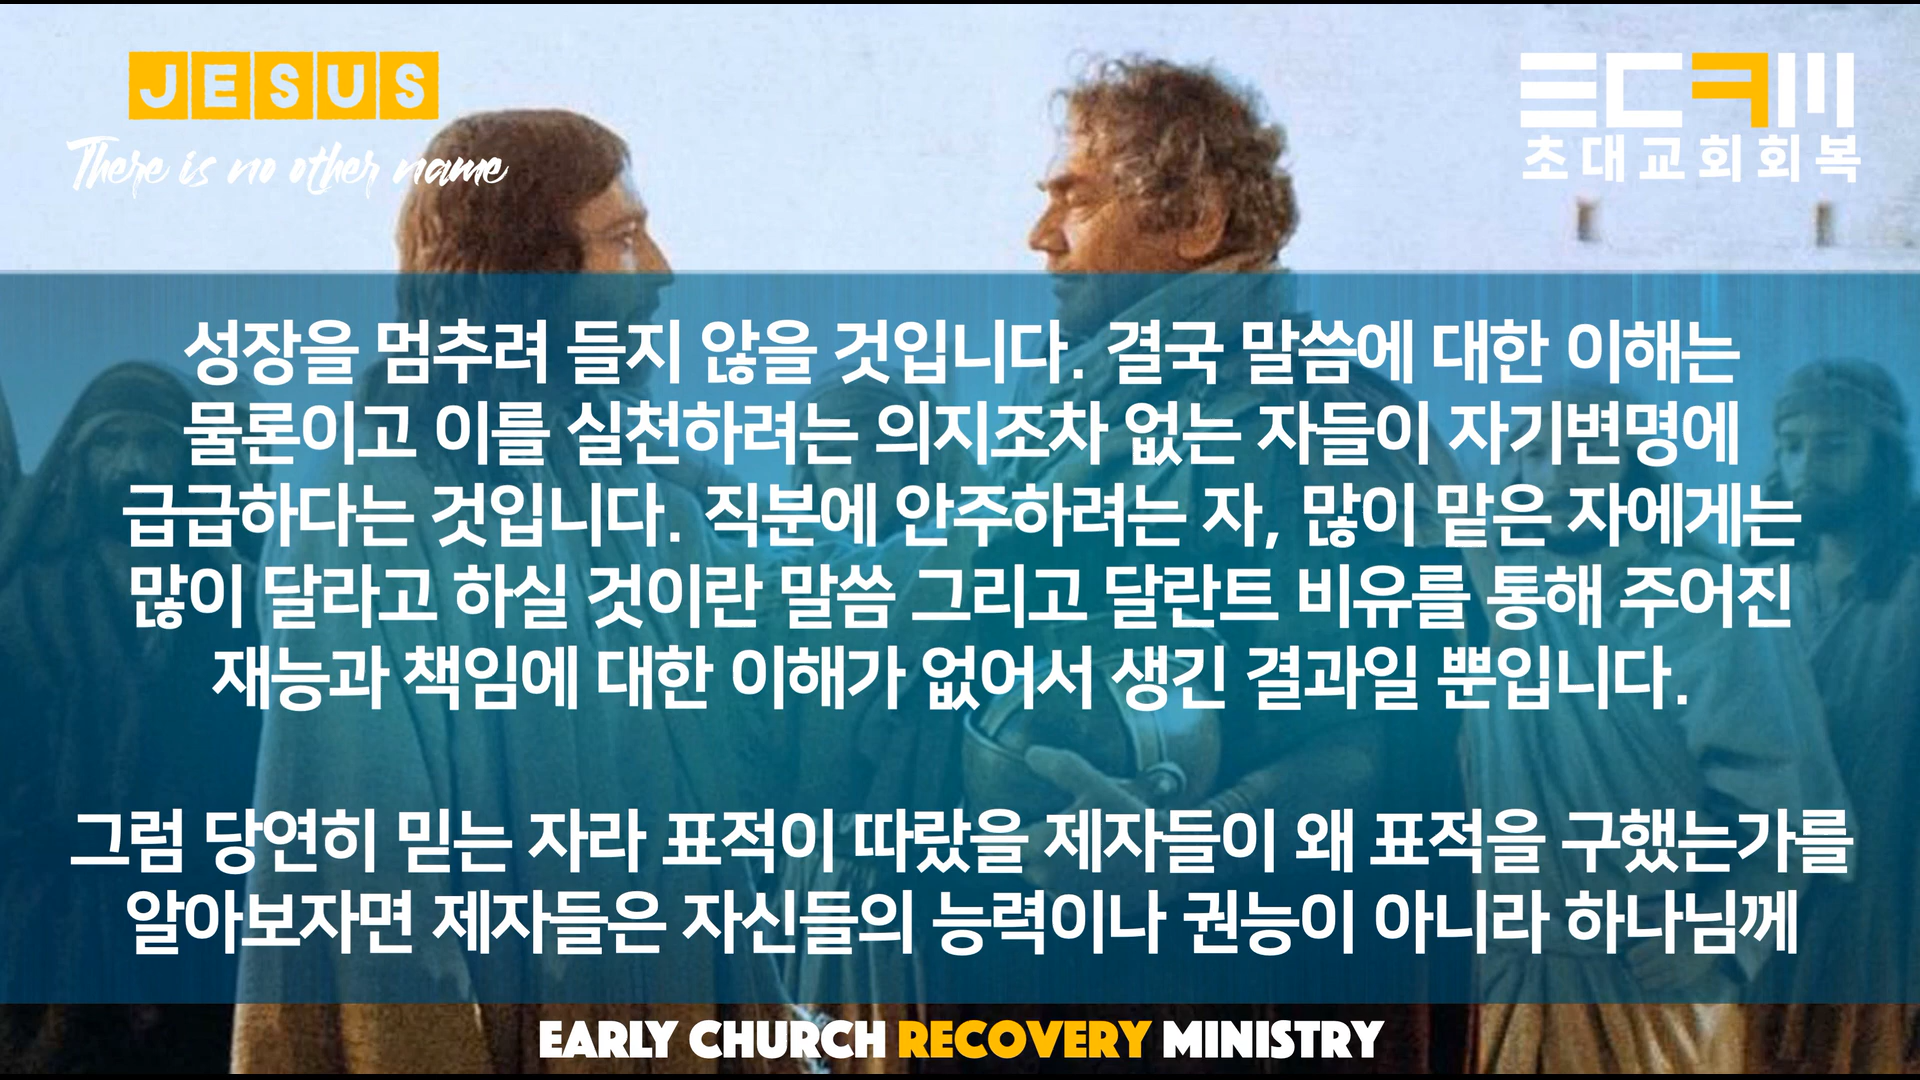 JESUS
There is no other name
초대교회회복
성장을 멈추려 들지 않을 것입니다. 결국 말씀에 대한 이해는
물론이고 이를 실천하려는 의지조차 없는 자들이 자기변명에
급급하다는 것입니다. 직분에 안주하려는 자, 많이 맡은 자에게는
많이 달라고 하실 것이란 말씀 그리고 달란트 비유를 통해 주어진
재능과 책임에 대한 이해가 없어서 생긴 결과일 뿐입니다.
그럼 당연히 믿는 자라 표적이 따랐을 제자들이 왜 표적을 구했는가를
알아보자면 제자들은 자신들의 능력이나 권능이 아니라 하나님께
EARLY CHURCH RECOVERY MINISTRY